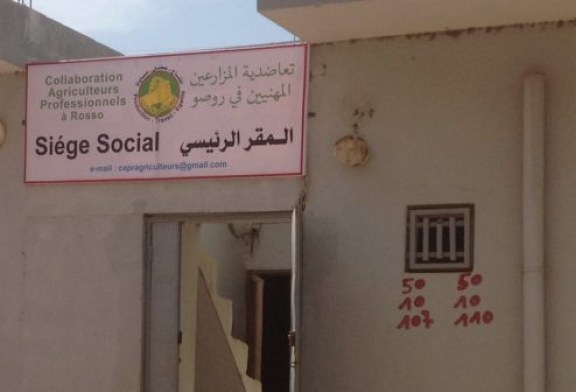 Collaboration
Agriculteurs
Professionnels
à Rosso
تعاضدية المزارعين
المهنيين في روصو
Siége Social
المقر الرئيسي
e-mail : capragriculteurs@gmail.com
50 50
10 10
107 110